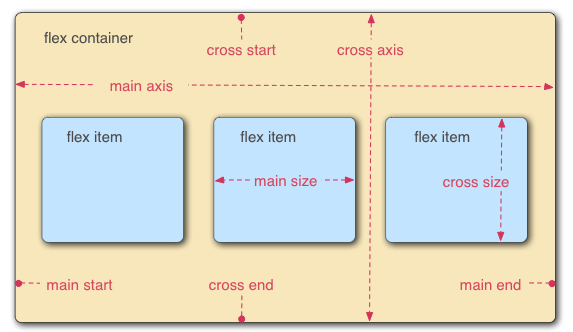 flex container
cross start
cross axis
main axis
flex item
flex item
flex item
main size
cross size
main start
cross end
main end